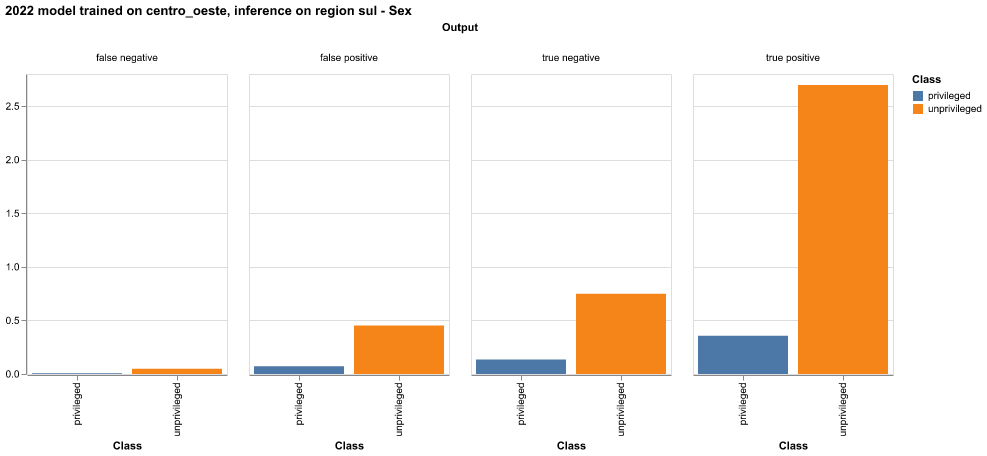 2022 model trained on centro_oeste, inference on region sul - Sex
Output
false negative
false positive
true negative
true positive
2.5
2.0
1.5
1.0
0.5
0.0
privileged
unprivileged
privileged
unprivileged
privileged
unprivileged
privileged
unprivileged
Class
Class
Class
Class
Class
privileged
unprivileged